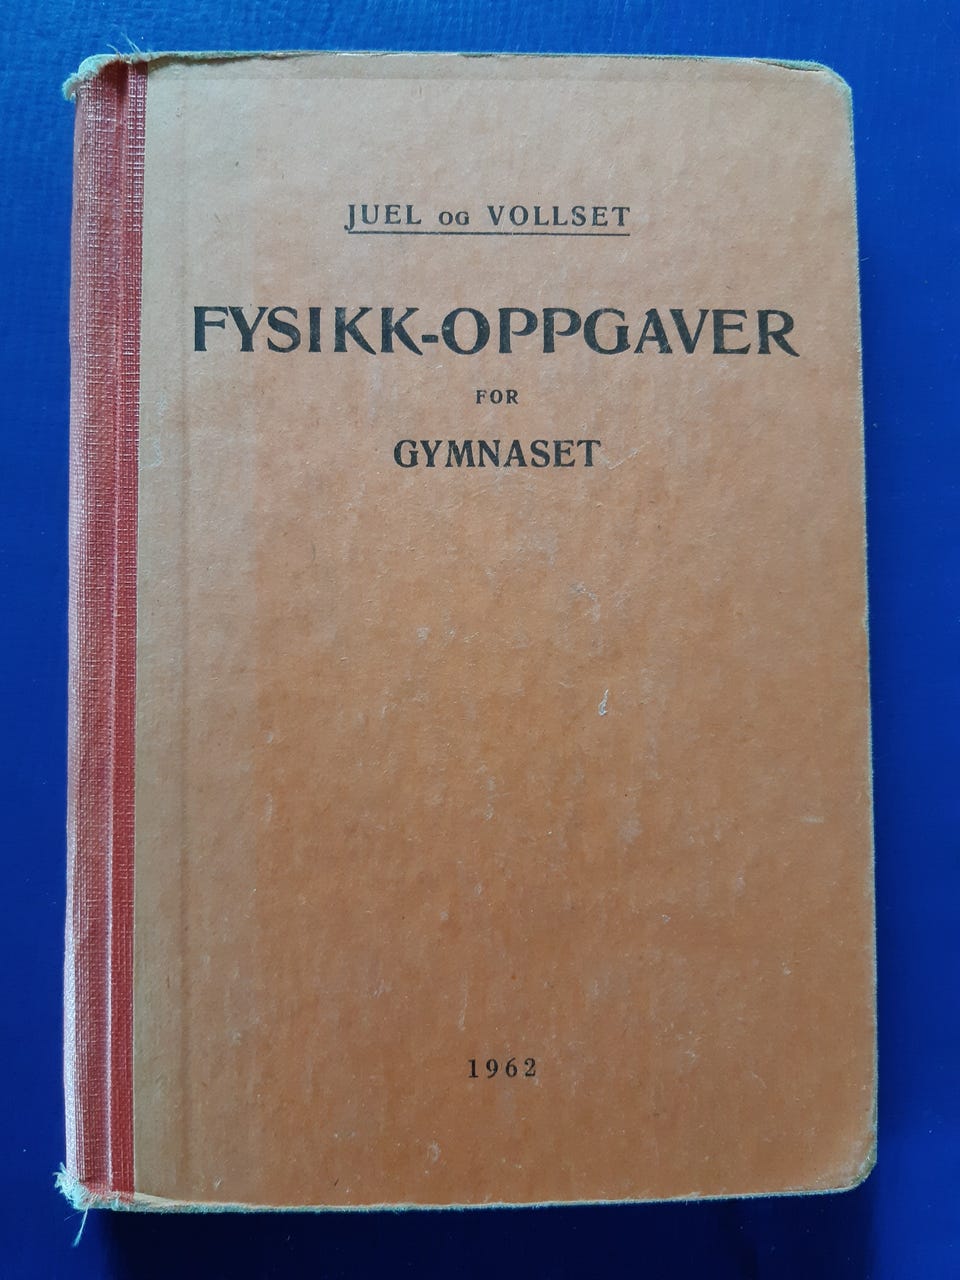 JUEL OG VOLLSET
FYSIKK-OPPGAVER
FOR
GYMNASET
1962